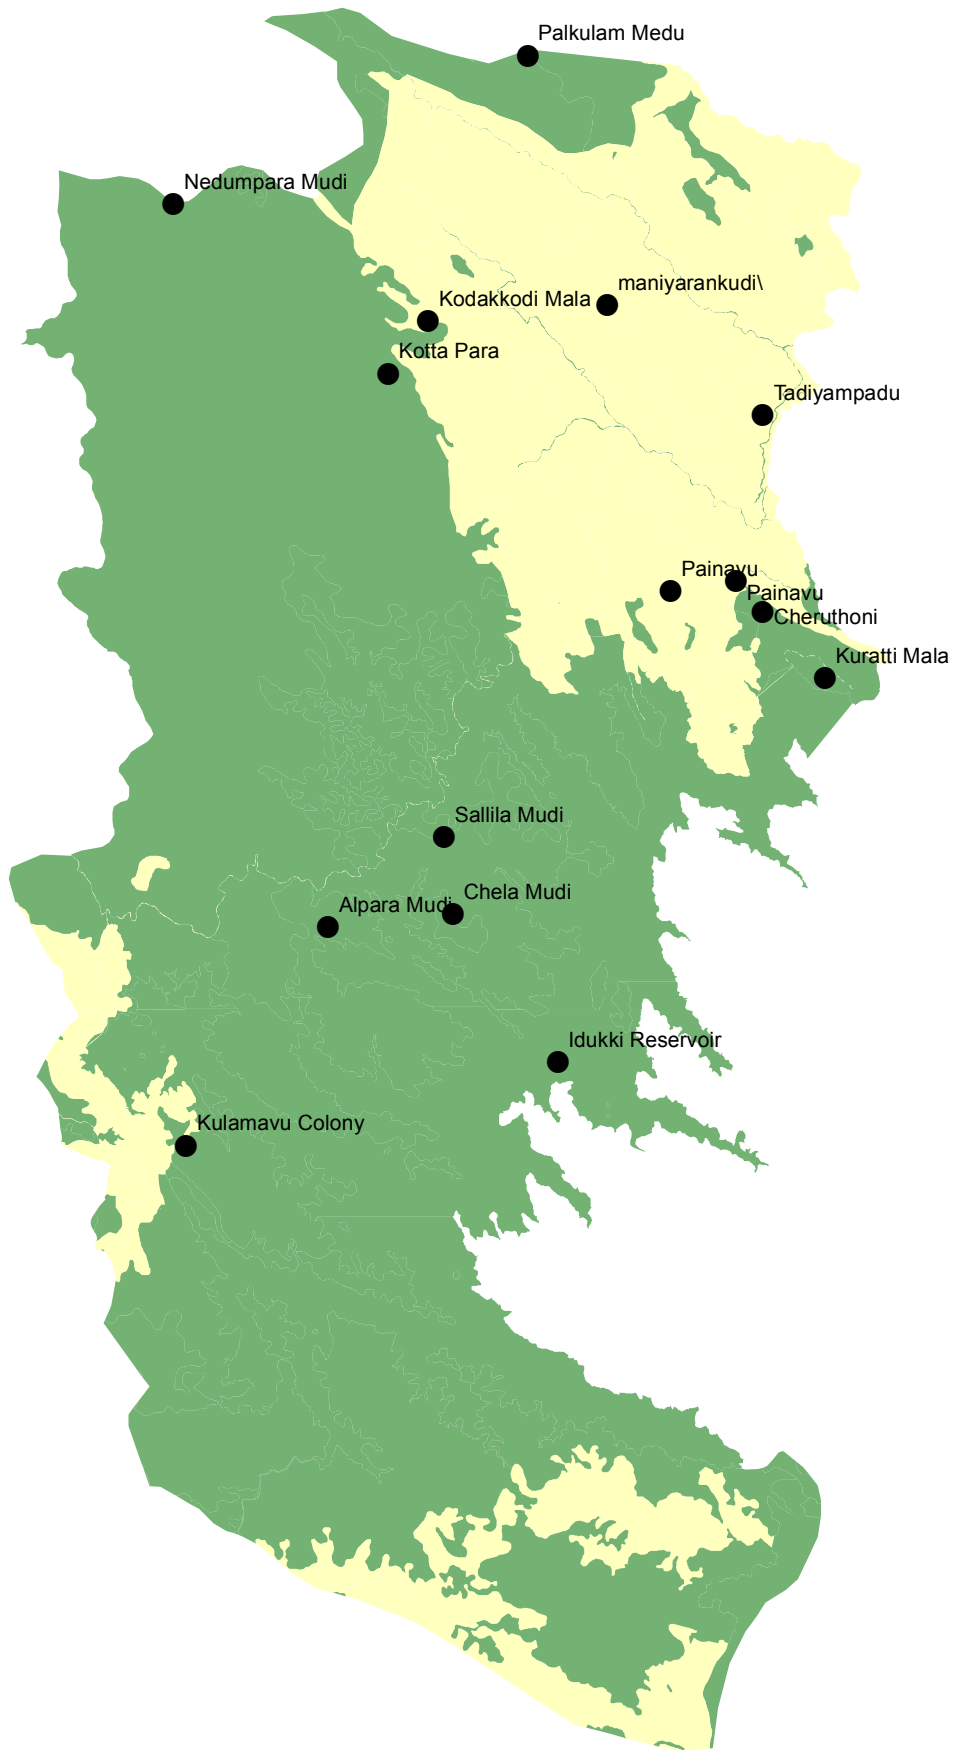 Palkulam Medu
Nedumpara Mudi
maniyarankudi\
Kodakkodi Mala
Kotta Para
Tadiyampadu
Painavu
Painavu
Cheruthoni
Kuratti Mala
Sallila Mudi
Chela Mudi
Alpara Mudi
Idukki Reservoir
Kulamavu Colony